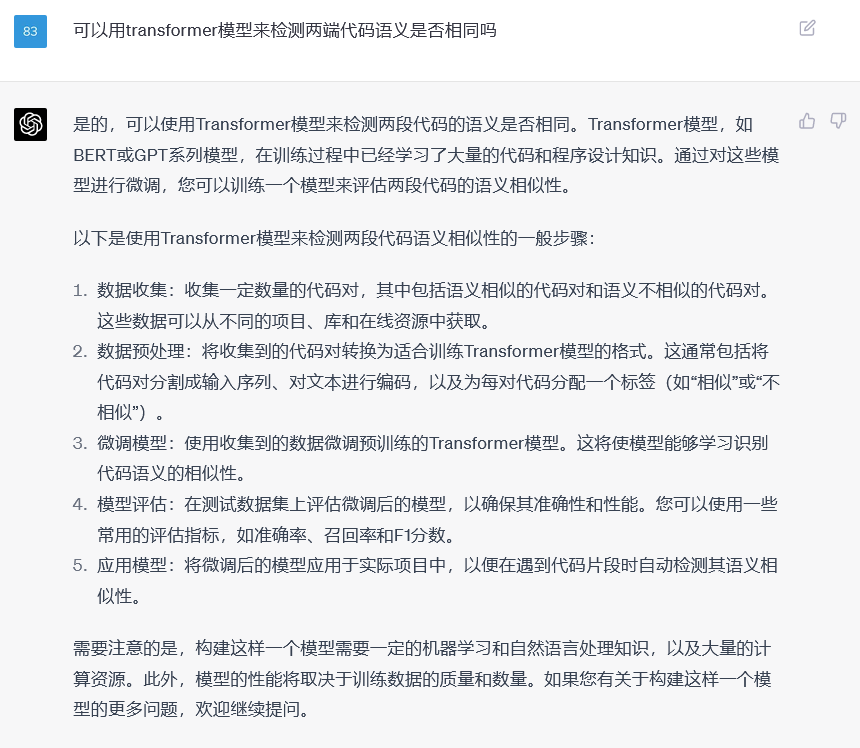 83
可以用transformer模型来检测两端代码语义是否相同吗
是的，可以使用Transformer模型来检测两段代码的语义是否相同。Transformer模型，如
BERT或GPT系列模型，在训练过程中已经学习了大量的代码和程序设计知识。通过对这些模
型进行微调，您可以训练一个模型来评估两段代码的语义相似性。
以下是使用Transformer模型来检测两段代码语义相似性的一般步骤：
1. 数据收集：收集一定数量的代码对，其中包括语义相似的代码对和语义不相似的代码对。
这些数据可以从不同的项目、库和在线资源中获取。
2. 数据预处理：将收集到的代码对转换为适合训练Transformer模型的格式。这通常包括将
代码对分割成输入序列、对文本进行编码，以及为每对代码分配一个标签（如“相似”或“不
相似”）。
3. 微调模型：使用收集到的数据微调预训练的Transformer模型。这将使模型能够学习识别
代码语义的相似性。
4. 模型评估：在测试数据集上评估微调后的模型，以确保其准确性和性能。您可以使用一些
常用的评估指标，如准确率、召回率和F1分数。
5. 应用模型：将微调后的模型应用于实际项目中，以便在遇到代码片段时自动检测其语义相
似性。
需要注意的是，构建这样一个模型需要一定的机器学习和自然语言处理知识，以及大量的计
算资源。此外，模型的性能将取决于训练数据的质量和数量。如果您有关于构建这样一个模
型的更多问题，欢迎继续提问。